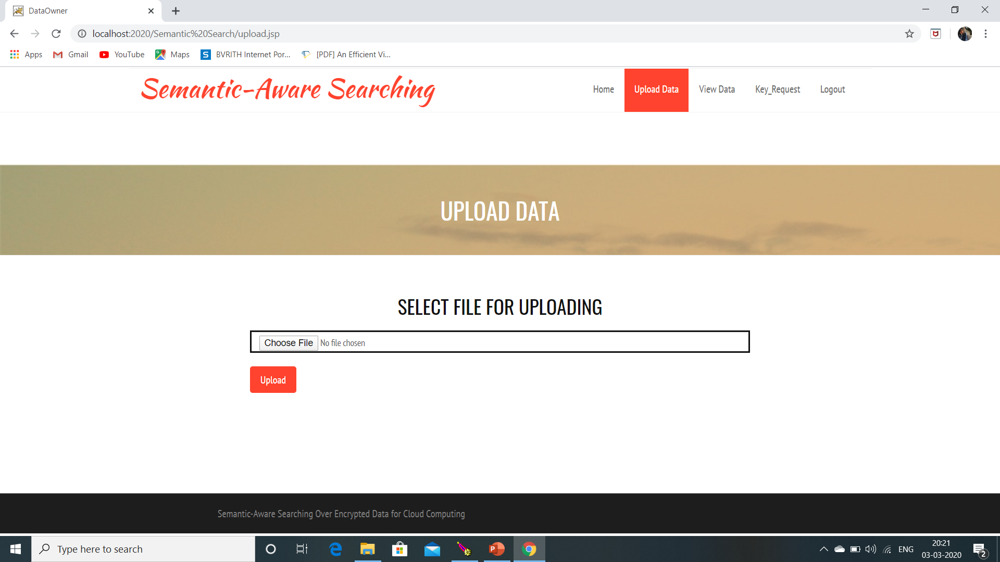 DataOwner
localhost:2020/Semantic%20Search/upload.jsp
Apps Gmail YouTube Maps BVRITH Internet Por... [PDF] An Efficient Vi...
Semantic-Aware Searching
Home Upload Data View Data Key_Request Logout
UPLOAD DATA
SELECT FILE FOR UPLOADING
Choose File No file chosen
Upload
Semantic-Aware Searching Over Encrypted Data for Cloud Computing
Type here to search
ENG
20:21
03-03-2020
2